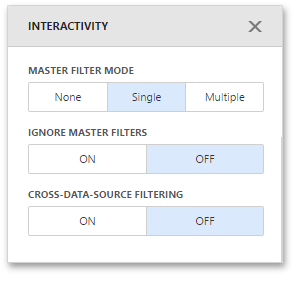 INTERACTIVITY
MASTER FILTER MODE
None Single Multiple
IGNORE MASTER FILTERS
ON OFF
CROSS-DATA-SOURCE FILTERING
ON OFF